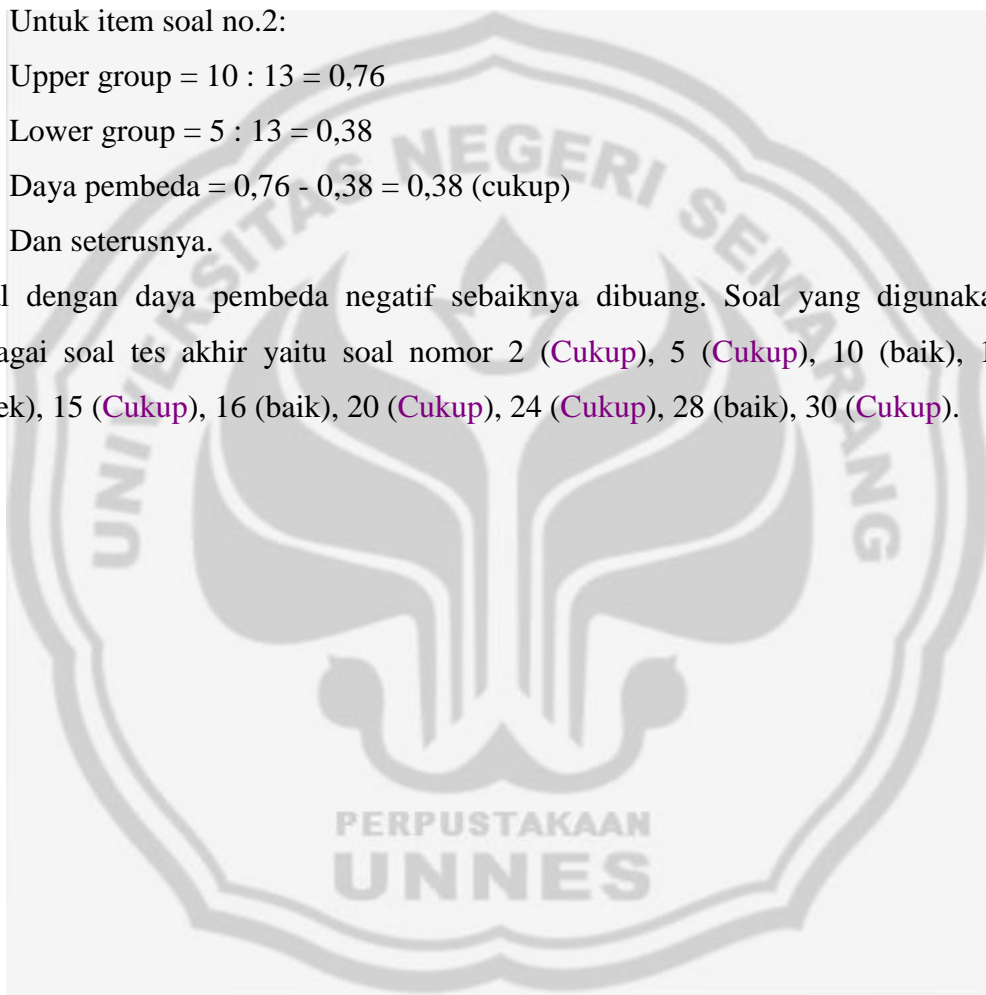 Untuk item soal no.2:
Upper group = 10 : 13 = 0,76
Lower group = 5 : 13 = 0,38
Daya pembeda = 0,76 - 0,38 = 0,38 (cukup)
Dan seterusnya.
dengan daya pembeda negatif sebaiknya dibuang. Soal yang
soal tes akhir yaitu soal nomor 2 (Cukup), 5 (Cukup), 10 (baik),
15 (Cukup), 16 (baik), 20 (Cukup), 24 (Cukup), 28 (baik), 30 (Cukup).
UNIVERSITAS NEGERI SEMARANG
PERPUSTAKAAN
UNNES